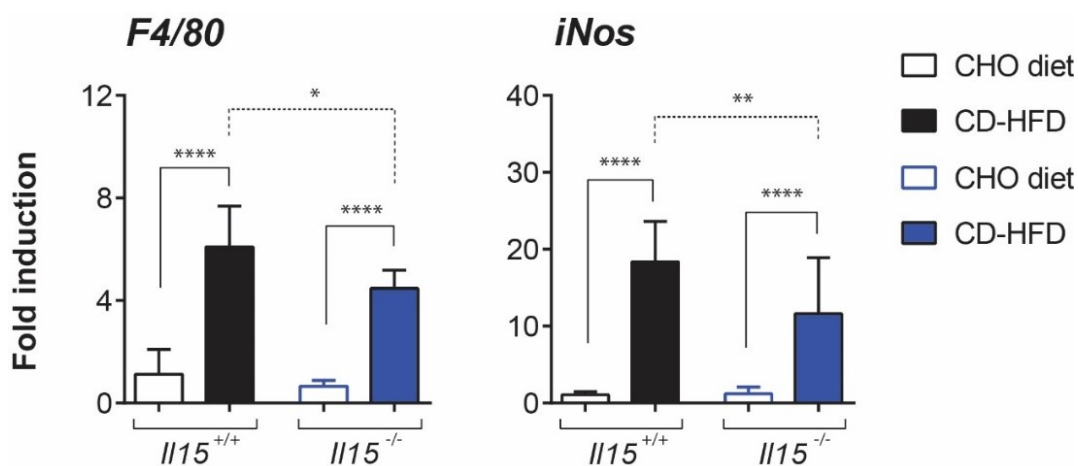 F4/80
iNos
Fold induction
12
8
4
0
****
****
*
Il15+/+
Il15-/-
40
30
20
10
0
****
****
**
Il15+/+
Il15-/-
CHO diet
CD-HFD
CHO diet
CD-HFD